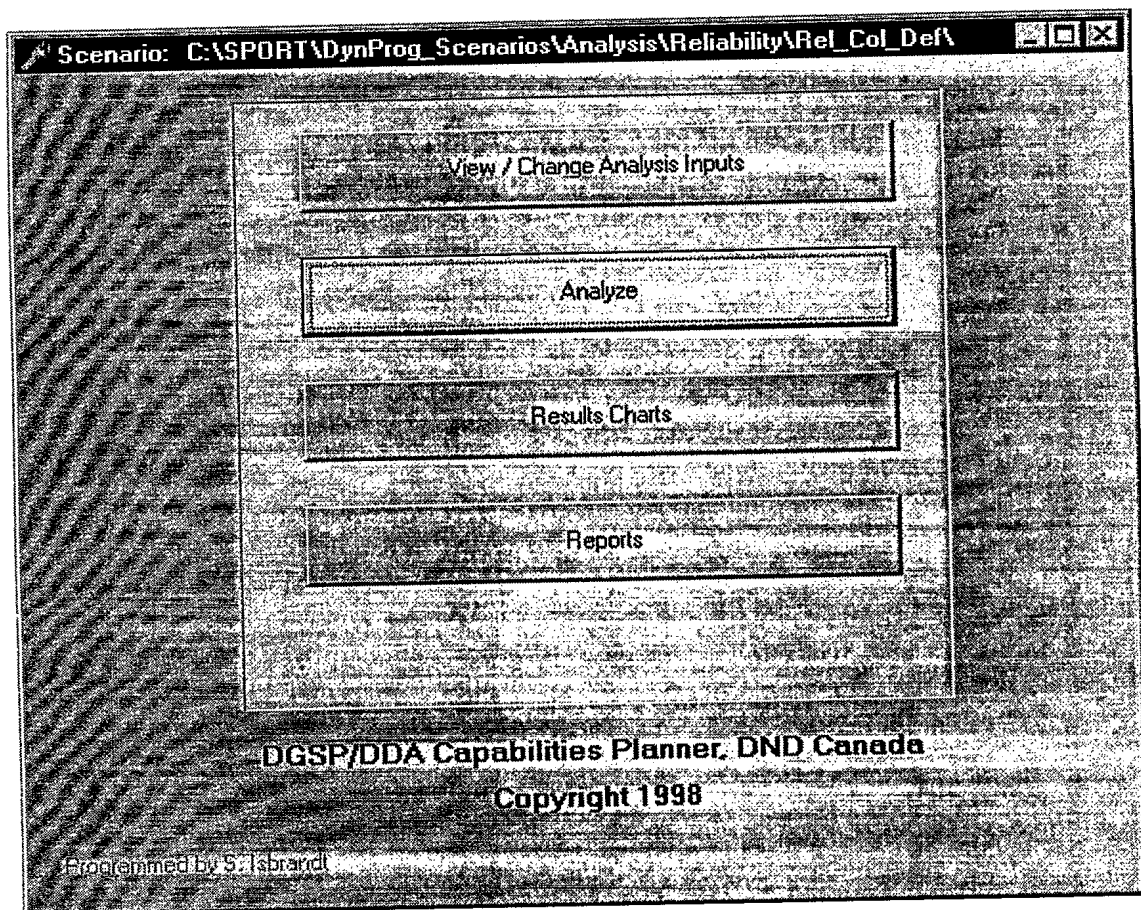 Scenario: C:\SPORT\DynProg_Scenarios\Analysis\Reliability\Rel_Col_Def\
View / Change Analysis Inputs
Analyze
Results Charts
Reports
DGSP/DDA Capabilities Planner, DND Canada
Copyright 1998
Programmed by S. Isbrandt